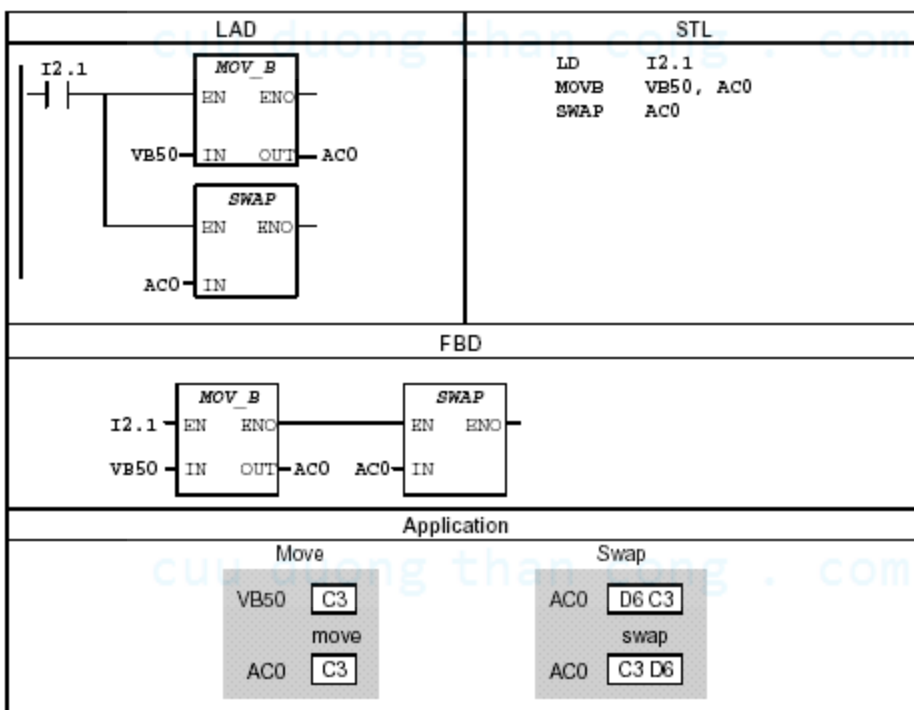 LAD
STL
cuu duong than cong . com
I2.1
MOV_B
EN ENO
VB50 IN OUT AC0
SWAP
EN ENO
AC0 IN
LD I2.1
MOVB VB50, AC0
SWAP AC0
FBD
MOV_B SWAP
I2.1 EN ENO EN ENO
VB50 IN OUT AC0 AC0 IN
Application
cuu duong than cong . com
Move
VB50 C3
move
AC0 C3
Swap
AC0 D6 C3
swap
AC0 C3 D6